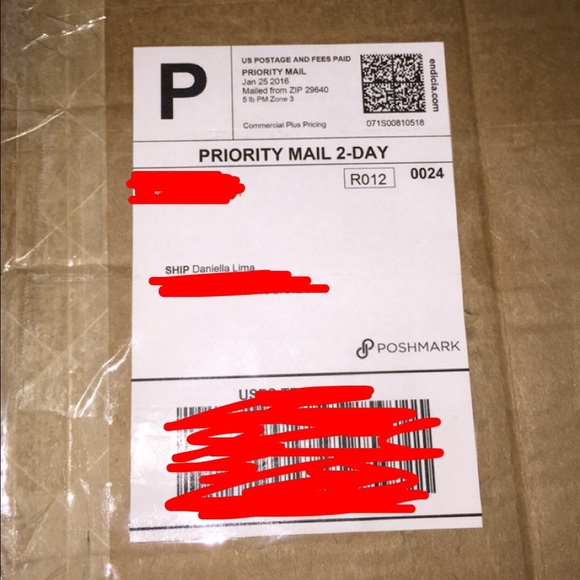 P
US POSTAGE AND FEES PAID
PRIORITY MAIL
Jan 25 2016
Mailed from ZIP 29640
5 lb PM Zone 3
Commercial Plus Pricing
endicia.com
071S00810518
PRIORITY MAIL 2-DAY
R012
0024
SHIP Daniella Lima
POSHMARK